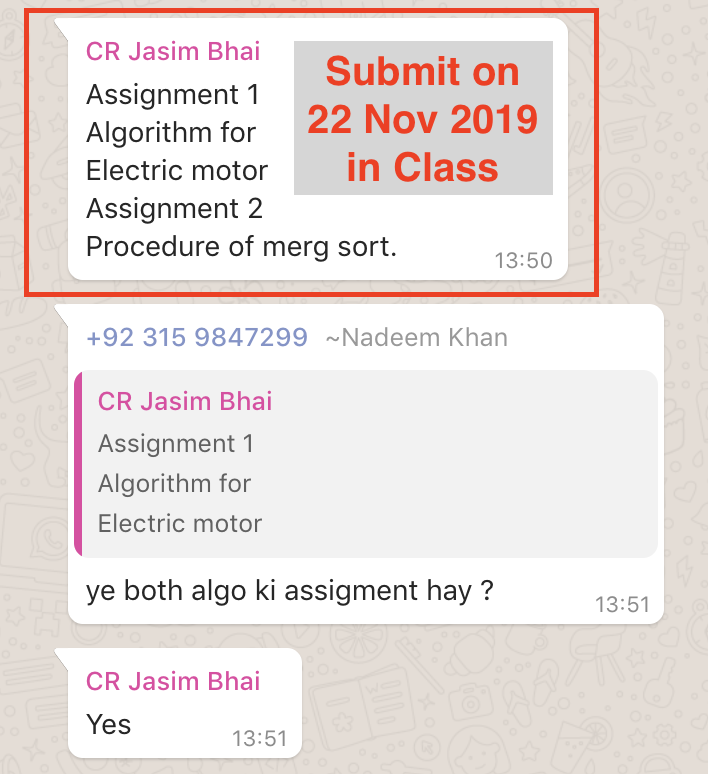 CR Jasim Bhai
Assignment 1
Algorithm for
Electric motor
Assignment 2
Procedure of merg sort.
13:50
Submit on
22 Nov 2019
in Class
+92 315 9847299 ~Nadeem Khan
CR Jasim Bhai
Assignment 1
Algorithm for
Electric motor
ye both algo ki assigment hay ?
13:51
CR Jasim Bhai
Yes
13:51